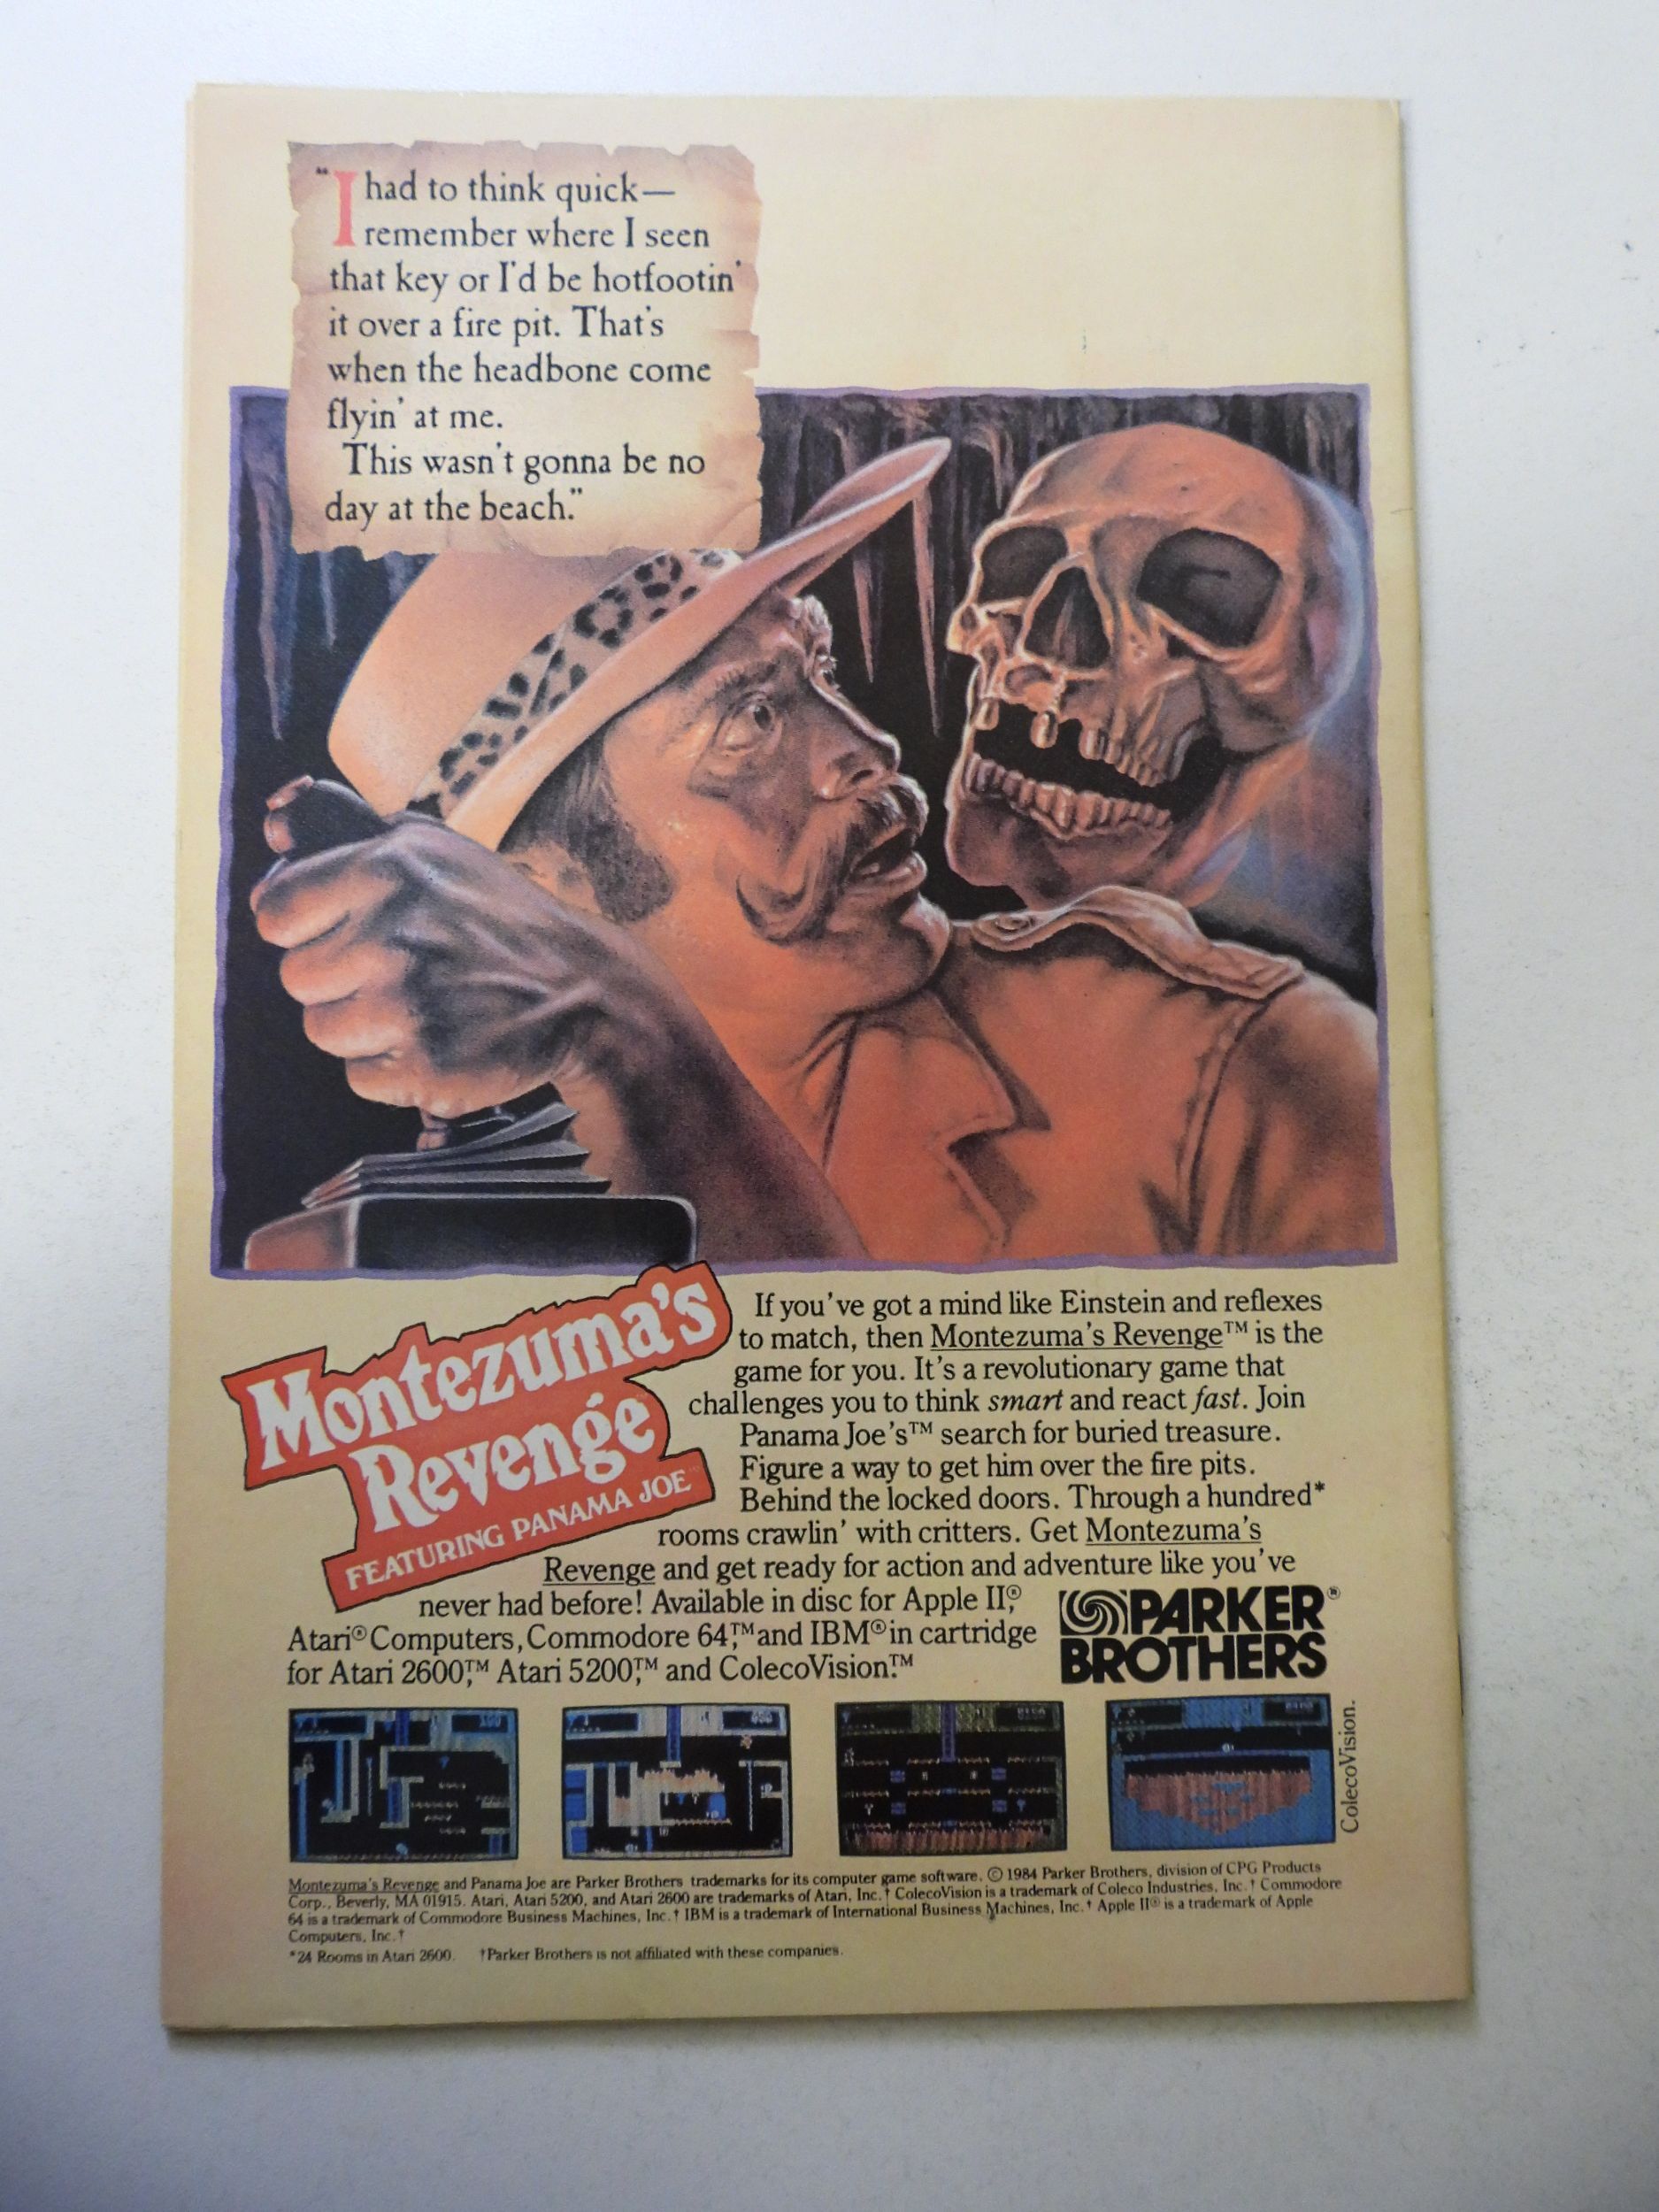 "I had to think quick—
remember where I seen
that key or I'd be hotfootin'
it over a fire pit. That's
when the headbone come
flyin' at me.
This wasn't gonna be no
day at the beach."
Montezuma's
Revenge™
FEATURING PANAMA JOE™
If you've got a mind like Einstein and reflexes
to match, then Montezuma's Revenge™ is the
game for you. It's a revolutionary game that
challenges you to think smart and react fast. Join
Panama Joe's™ search for buried treasure.
Figure a way to get him over the fire pits.
Behind the locked doors. Through a hundred*
rooms crawlin' with critters. Get Montezuma's
Revenge and get ready for action and adventure like you've
never had before! Available in disc for Apple II,®
Atari® Computers, Commodore 64,™ and IBM® in cartridge
for Atari 2600,™ Atari 5200,™ and ColecoVision.™
PARKER®
BROTHERS
ColecoVision.
Montezuma's Revenge and Panama Joe are Parker Brothers trademarks for its computer game software. © 1984 Parker Brothers, division of CPG Products
Corp., Beverly, MA 01915. Atari, Atari 5200, and Atari 2600 are trademarks of Atari, Inc.† ColecoVision is a trademark of Coleco Industries, Inc.† Commodore
64 is a trademark of Commodore Business Machines, Inc.† IBM is a trademark of International Business Machines, Inc.† Apple II® is a trademark of Apple
Computers, Inc.†
*24 Rooms in Atari 2600. †Parker Brothers is not affiliated with these companies.